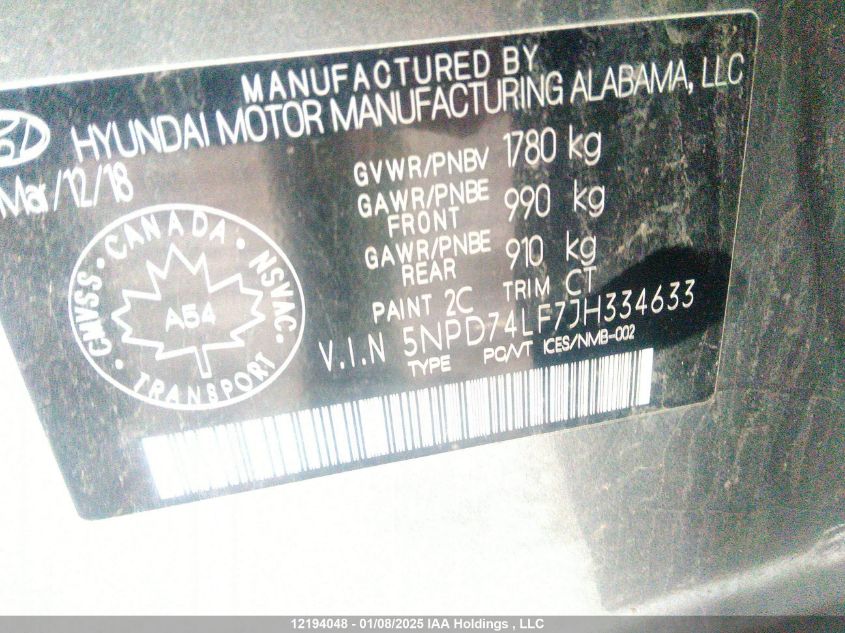 MANUFACTURED BY
HYUNDAI MOTOR MANUFACTURING ALABAMA, LLC
Mar/12/18
GVWR/PNBV 1780 kg
GAWR/PNBE FRONT 990 kg
GAWR/PNBE REAR 910 kg
PAINT 2C TRIM CT
V.I.N 5NPD74LF7JH334633
TYPE PC/VT ICES/NMB-002
CMVSS • CANADA • NSVAC •
A54
TRANSPORT
12194048 - 01/08/2025 IAA Holdings , LLC